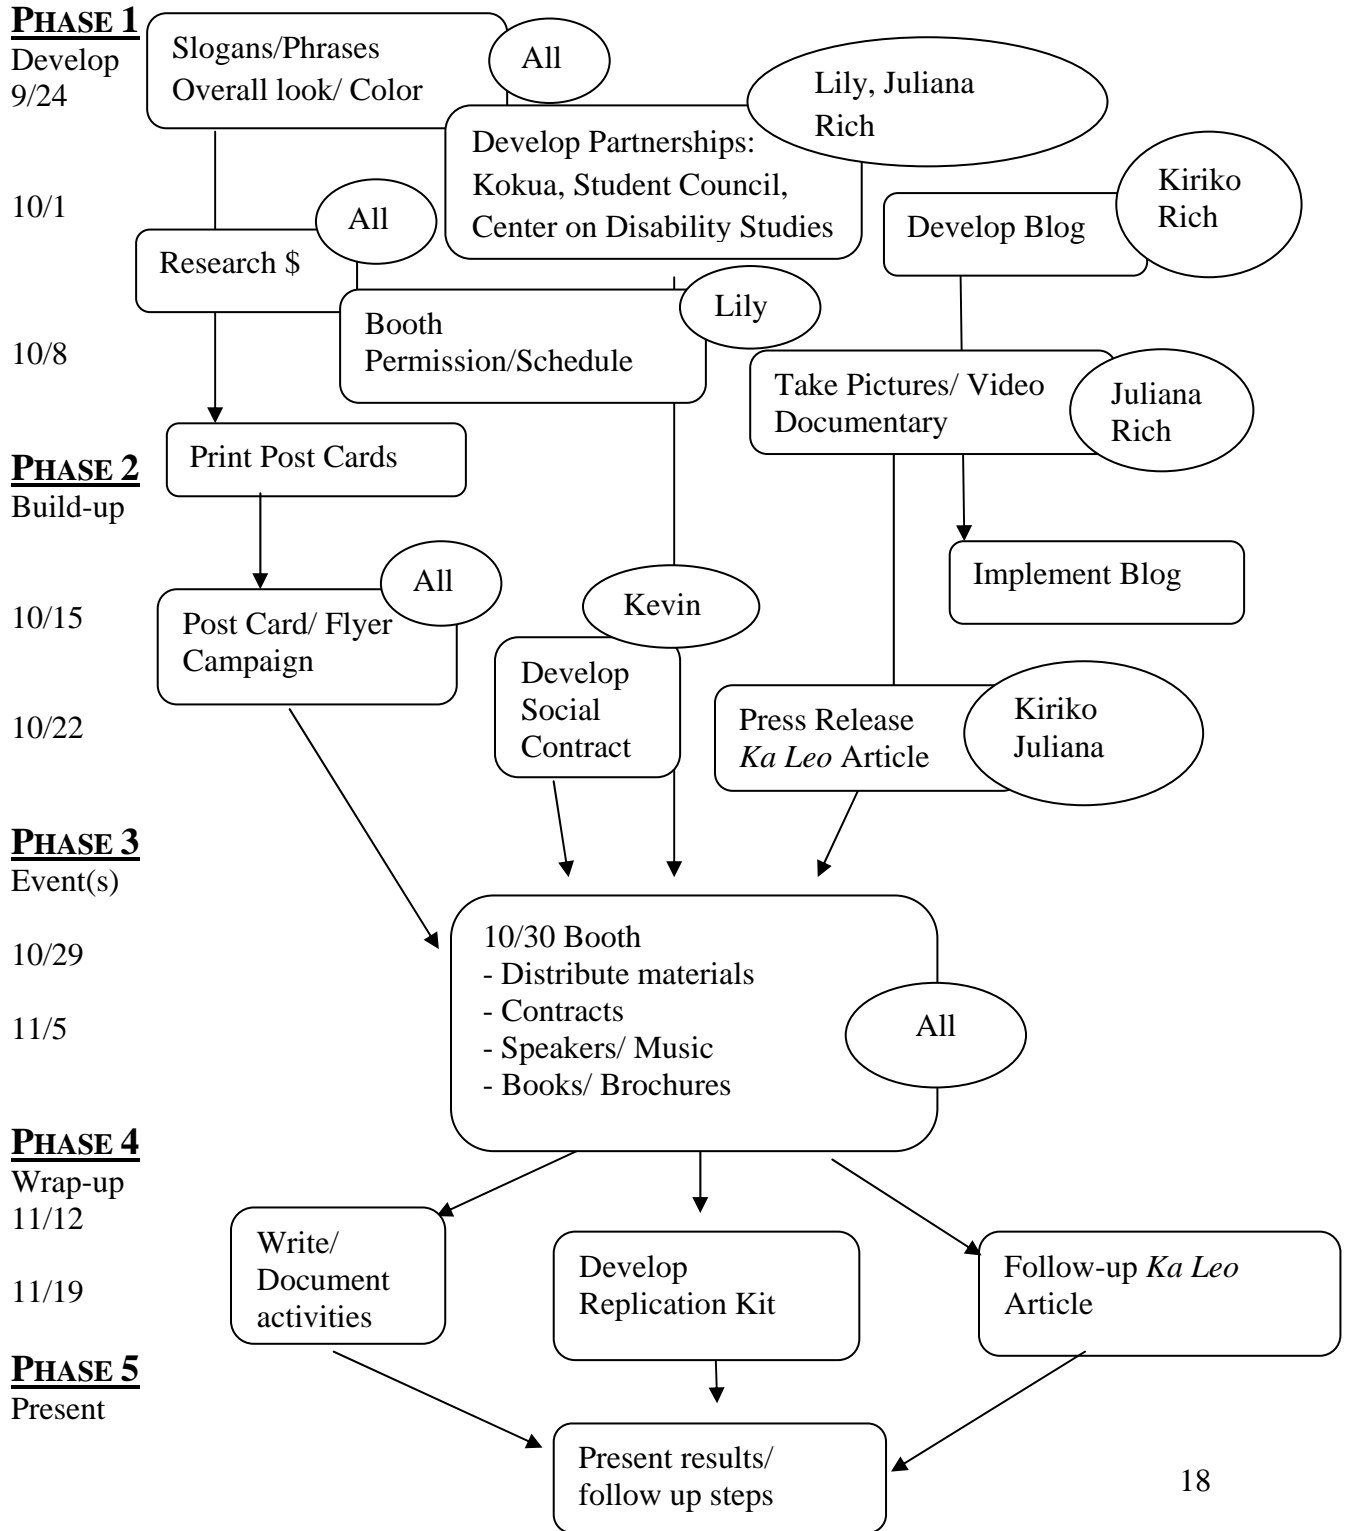 PHASE 1
Develop
9/24
Slogans/Phrases
Overall look/ Color
All
Lily, Juliana
Rich
Develop Partnerships:
Kokua, Student Council,
Center on Disability Studies
10/1
All
Kiriko
Rich
Develop Blog
Research $
Lily
Booth
Permission/Schedule
10/8
Take Pictures/ Video
Documentary
Juliana
Rich
Print Post Cards
PHASE 2
Build-up
Implement Blog
All
Kevin
10/15
Post Card/ Flyer
Campaign
Develop
Social
Contract
10/22
Press Release
Ka Leo Article
Kiriko
Juliana
PHASE 3
Event(s)
10/29
11/5
10/30 Booth
- Distribute materials
- Contracts
- Speakers/ Music
- Books/ Brochures
All
PHASE 4
Wrap-up
11/12
11/19
Write/
Document
activities
Develop
Replication Kit
Follow-up Ka Leo
Article
PHASE 5
Present
Present results/
follow up steps
18